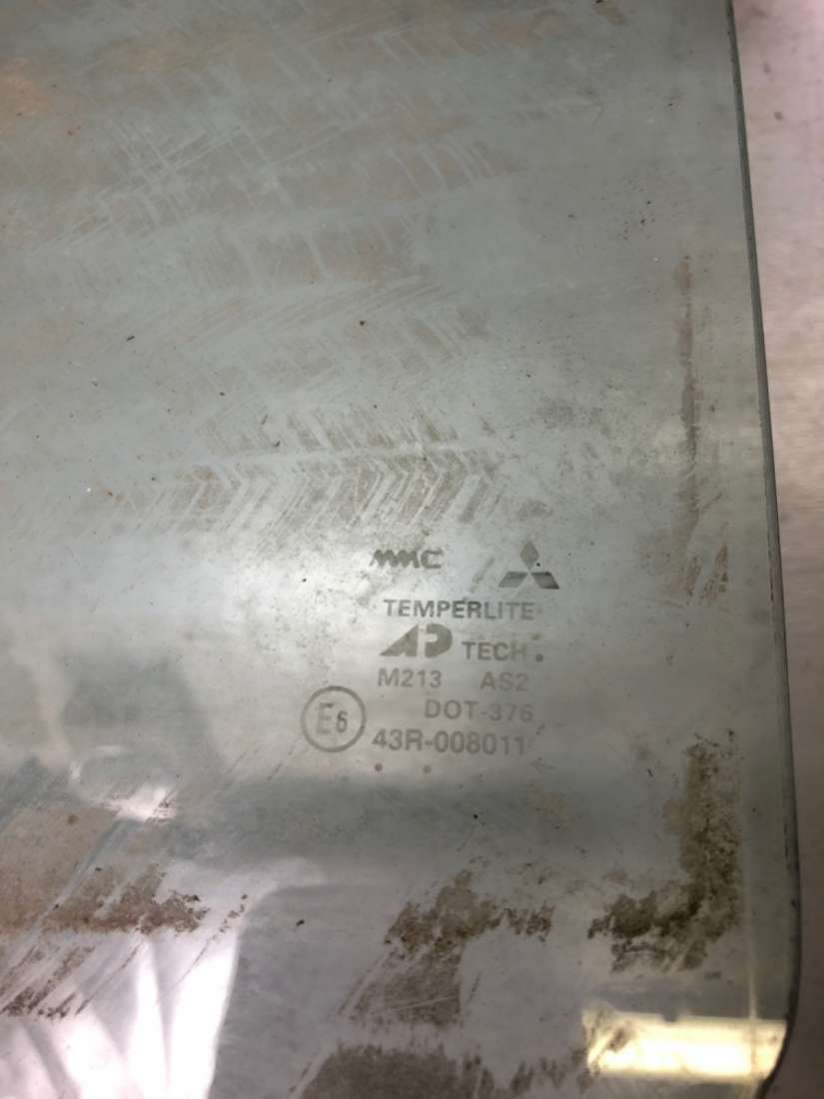 MMC
TEMPERLITE
AP TECH.
M213 AS2
DOT-376
E6 43R-008011